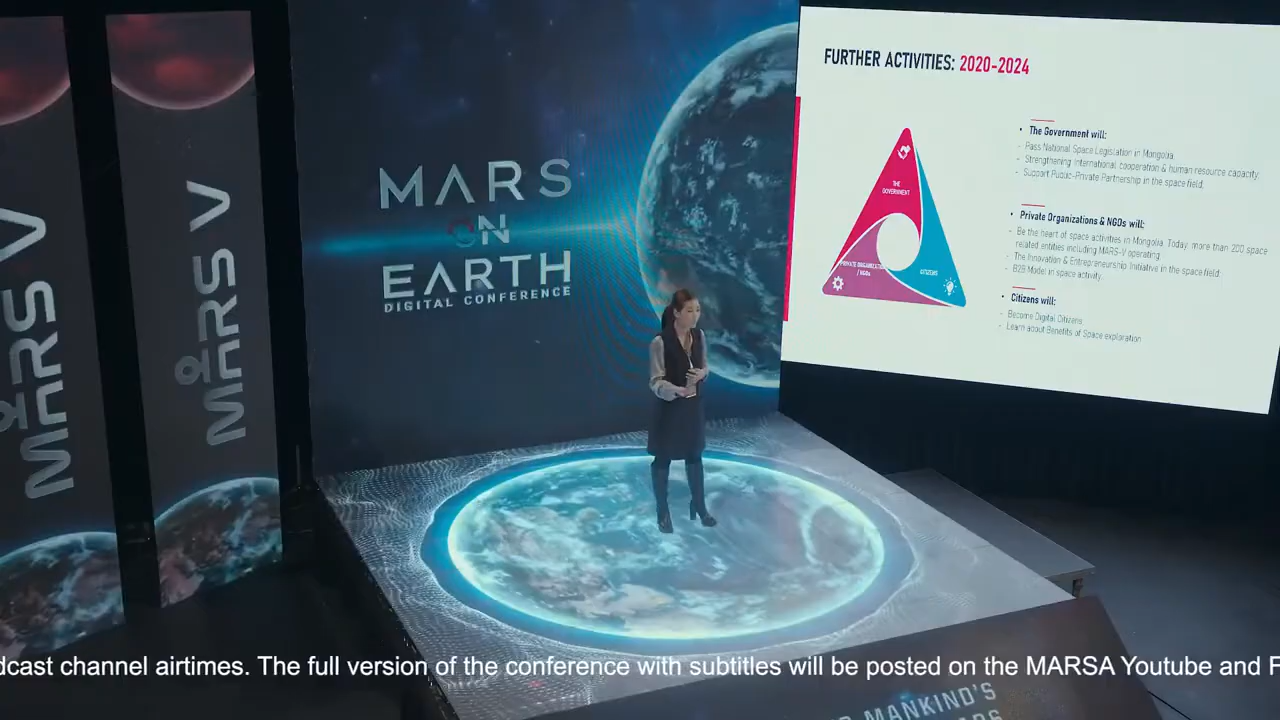 FURTHER ACTIVITIES: 2020-2024
• The Government will:
- Pass National Space Legislation in Mongolia.
- Strengthening International cooperation & human resource capacity.
- Support Public-Private Partnership in the space field.
• Private Organizations & NGOs will:
- Be the heart of space activities in Mongolia. Today, more than 200 space
related entities including MARS-V operating.
- The Innovation & Entrepreneurship Initiative in the space field.
- B2B Model in space activity.
• Citizens will:
- Become Digital Citizens
- Learn about Benefits of Space exploration
THE
GOVERNMENT
PRIVATE ORGANIZATIONS
/ NGOs
CITIZENS
MARS
ON
EARTH
DIGITAL CONFERENCE
MARS V
MARS V
dcast channel airtimes. The full version of the conference with subtitles will be posted on the MARSA Youtube and F
MANKIND'S